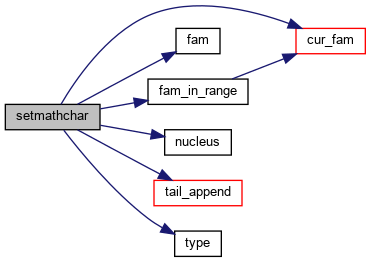 cur_fam
fam
fam_in_range
setmathchar
nucleus
tail_append
type